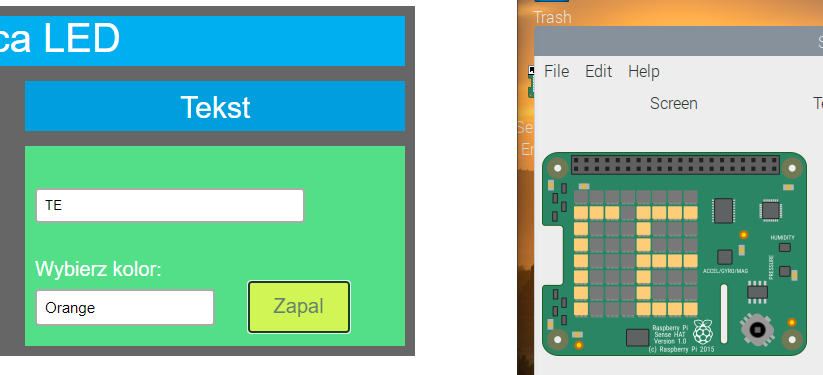 ca LED
Tekst
TE
Wybierz kolor:
Orange
Zapal
Trash
S
File Edit Help
Screen
Te
Se
E
HUMIDITY
PRESSURE
ACCEL/GYRO/MAG
Raspberry Pi
Sense HAT
Version 1.0
(c) Raspberry Pi 2015